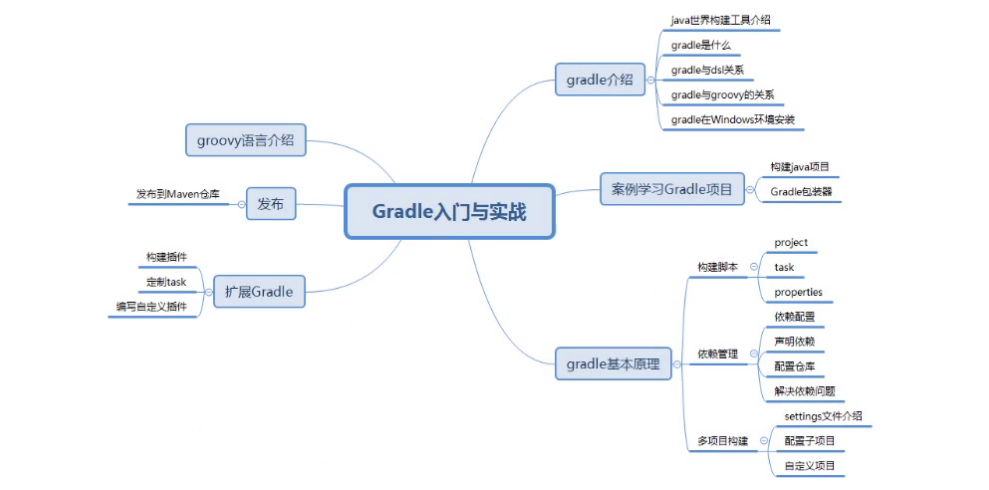 Gradle入门与实战
gradle介绍
java世界构建工具介绍
gradle是什么
gradle与dsl关系
gradle与groovy的关系
gradle在Windows环境安装
案例学习Gradle项目
构建java项目
Gradle包装器
gradle基本原理
构建脚本
project
task
properties
依赖管理
依赖配置
声明依赖
配置仓库
解决依赖问题
多项目构建
settings文件介绍
配置子项目
自定义项目
groovy语言介绍
发布
发布到Maven仓库
扩展Gradle
构建插件
定制task
编写自定义插件